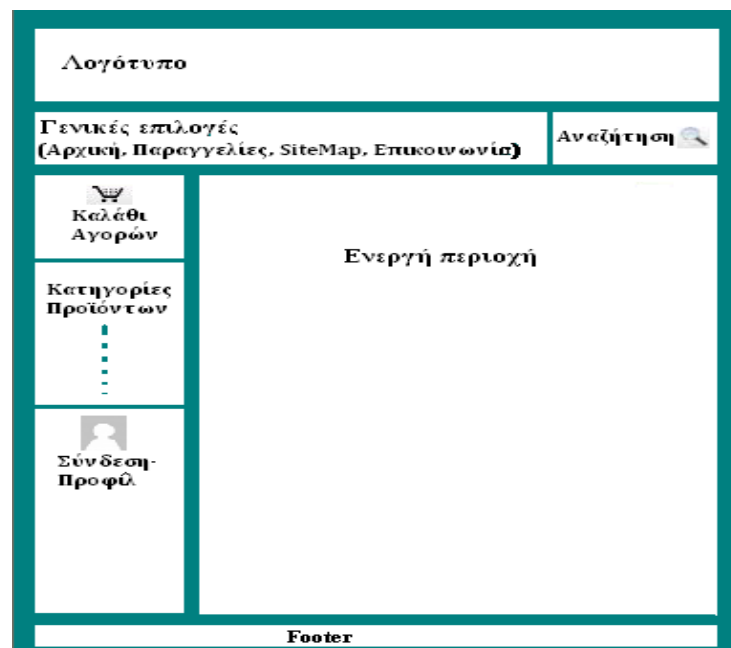 Λογότυπο
Γενικές επιλογές
(Αρχική, Παραγγελίες, SiteMap, Επικοινωνία)
Αναζήτηση
Καλάθι
Αγορών
Ενεργή περιοχή
Κατηγορίες
Προϊόντων
Σύνδεση-
Προφίλ
Footer